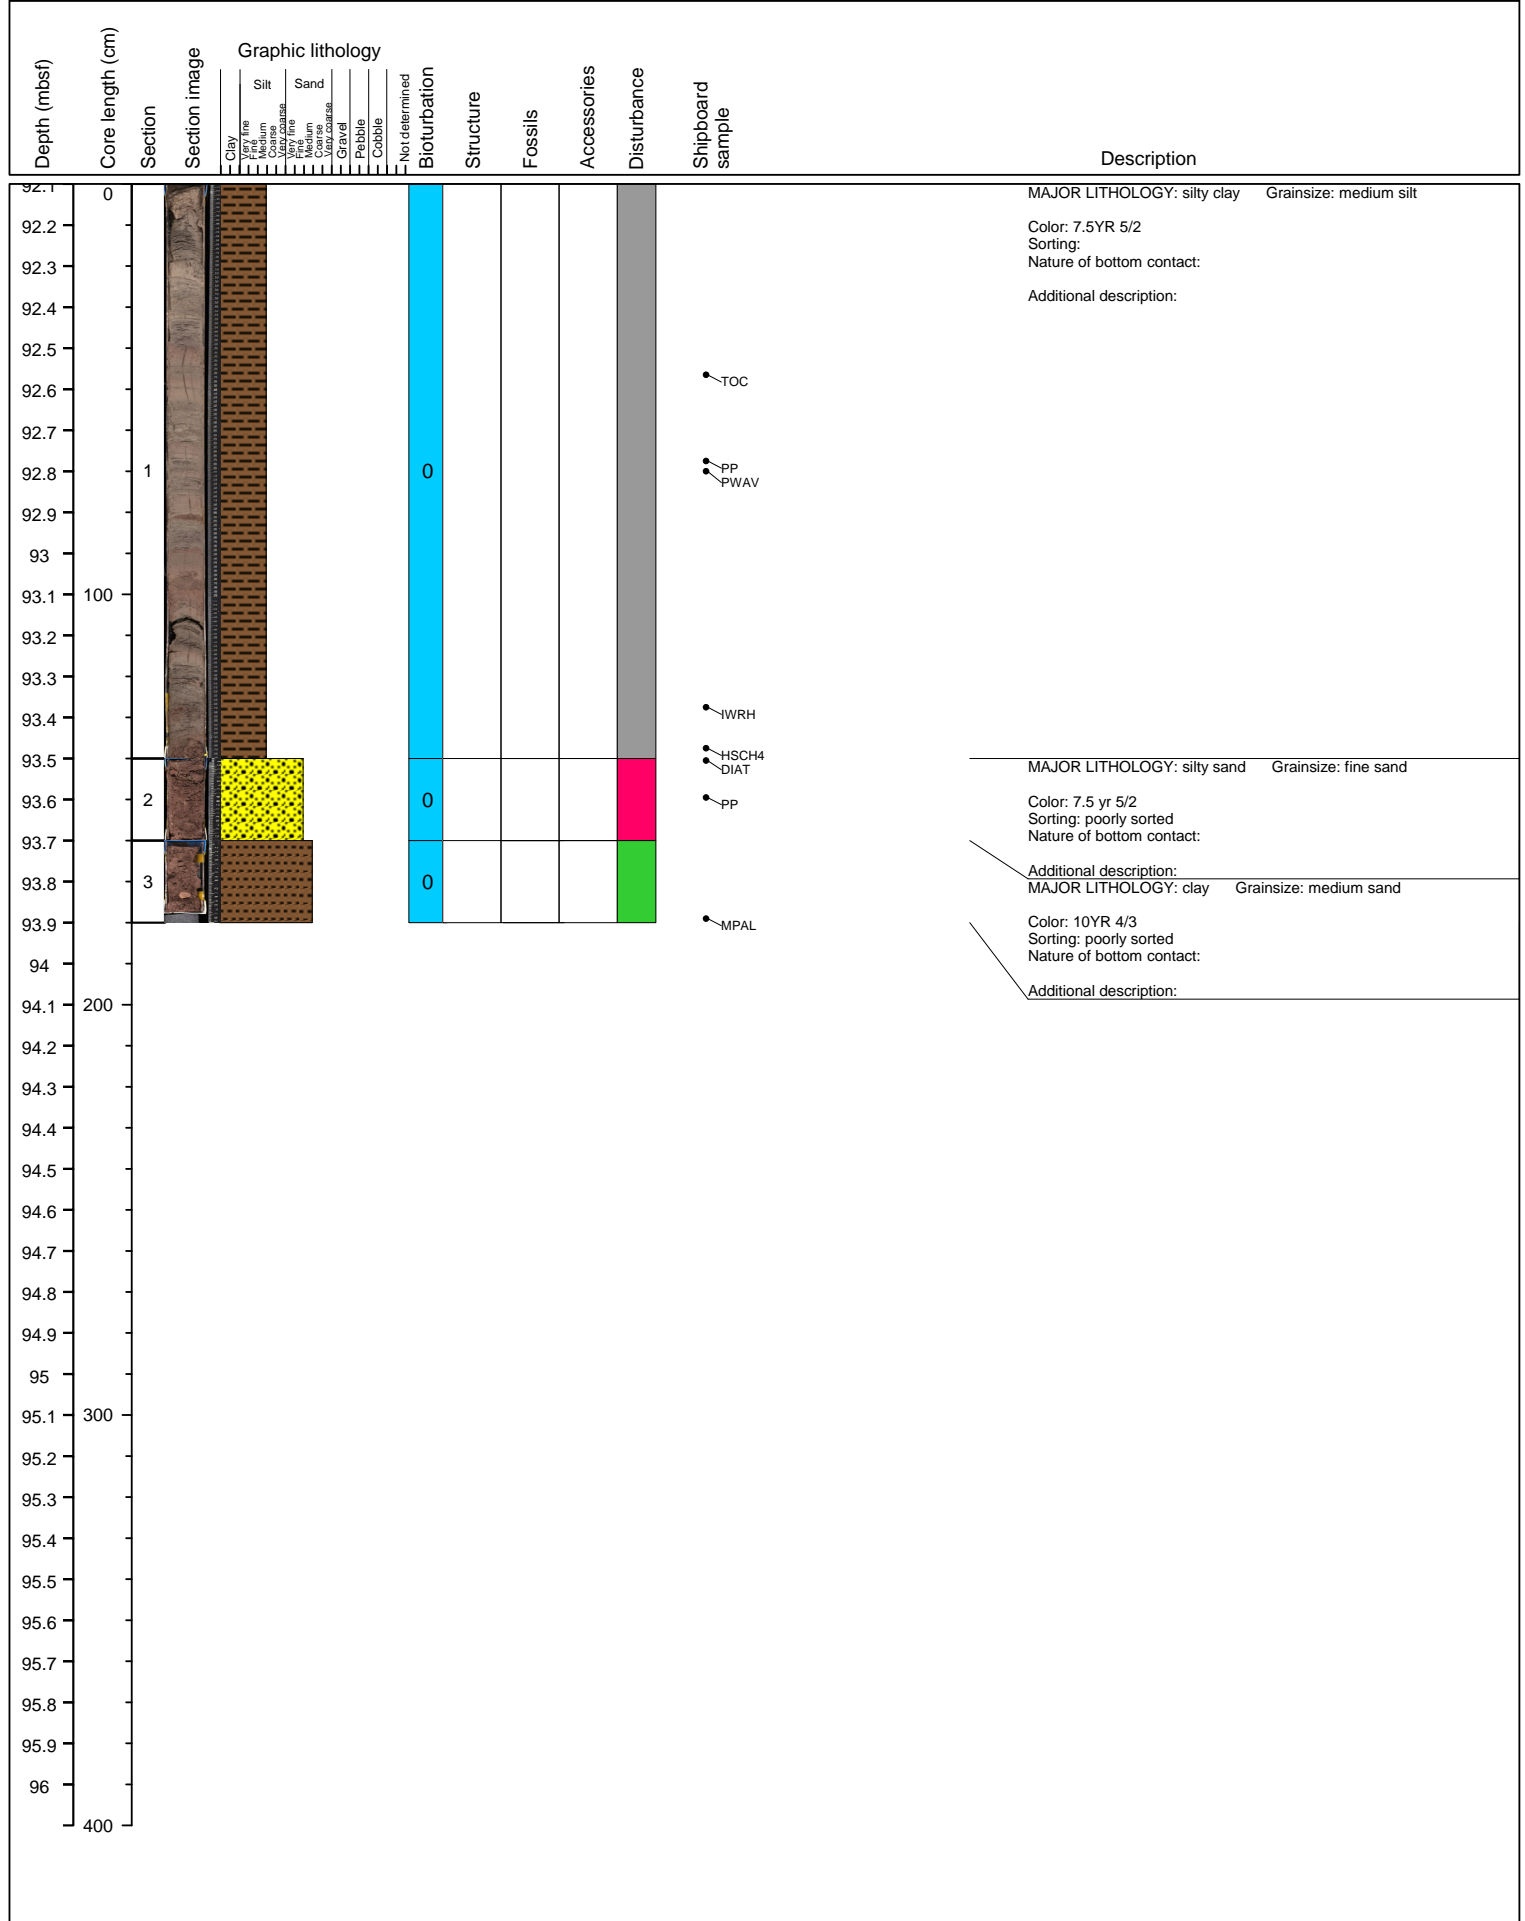 Depth (mbsf)
Core length (cm)
Section
Section image
Graphic lithology
Clay
Silt
Very fine
Fine
Medium
Coarse
Very coarse
Sand
Very fine
Fine
Medium
Coarse
Very coarse
Gravel
Pebble
Cobble
Not determined
Bioturbation
Structure
Fossils
Accessories
Disturbance
Shipboard
sample
Description
92.1
92.2
92.3
92.4
92.5
92.6
92.7
92.8
92.9
93
93.1
93.2
93.3
93.4
93.5
93.6
93.7
93.8
93.9
94
94.1
94.2
94.3
94.4
94.5
94.6
94.7
94.8
94.9
95
95.1
95.2
95.3
95.4
95.5
95.6
95.7
95.8
95.9
96
0
100
200
300
400
1
2
3
0
0
0
TOC
PP
PWAV
IWRH
HSCH4
DIAT
PP
MPAL
MAJOR LITHOLOGY: silty clay Grainsize: medium silt
Color: 7.5YR 5/2
Sorting:
Nature of bottom contact:
Additional description:
MAJOR LITHOLOGY: silty sand Grainsize: fine sand
Color: 7.5 yr 5/2
Sorting: poorly sorted
Nature of bottom contact:
Additional description:
MAJOR LITHOLOGY: clay Grainsize: medium sand
Color: 10YR 4/3
Sorting: poorly sorted
Nature of bottom contact:
Additional description: